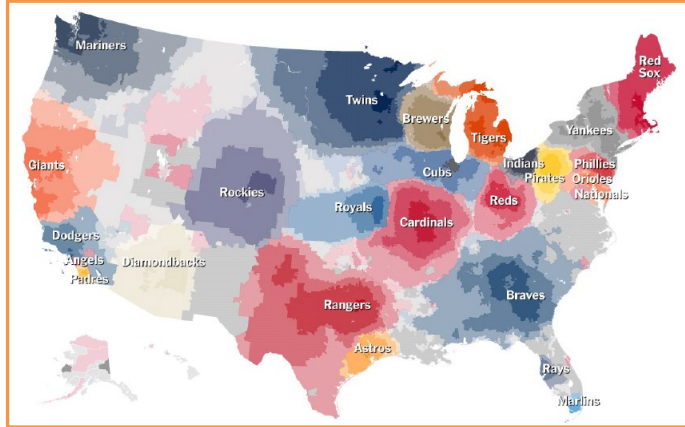 Mariners
Red
Sox
Twins
Brewers
Tigers
Yankees
Giants
Indians
Phillies
Pirates
Orioles
Cubs
Nationals
Rockies
Royals
Reds
Cardinals
Dodgers
Angels
Diamondbacks
Padres
Braves
Rangers
Astros
Rays
Marlins